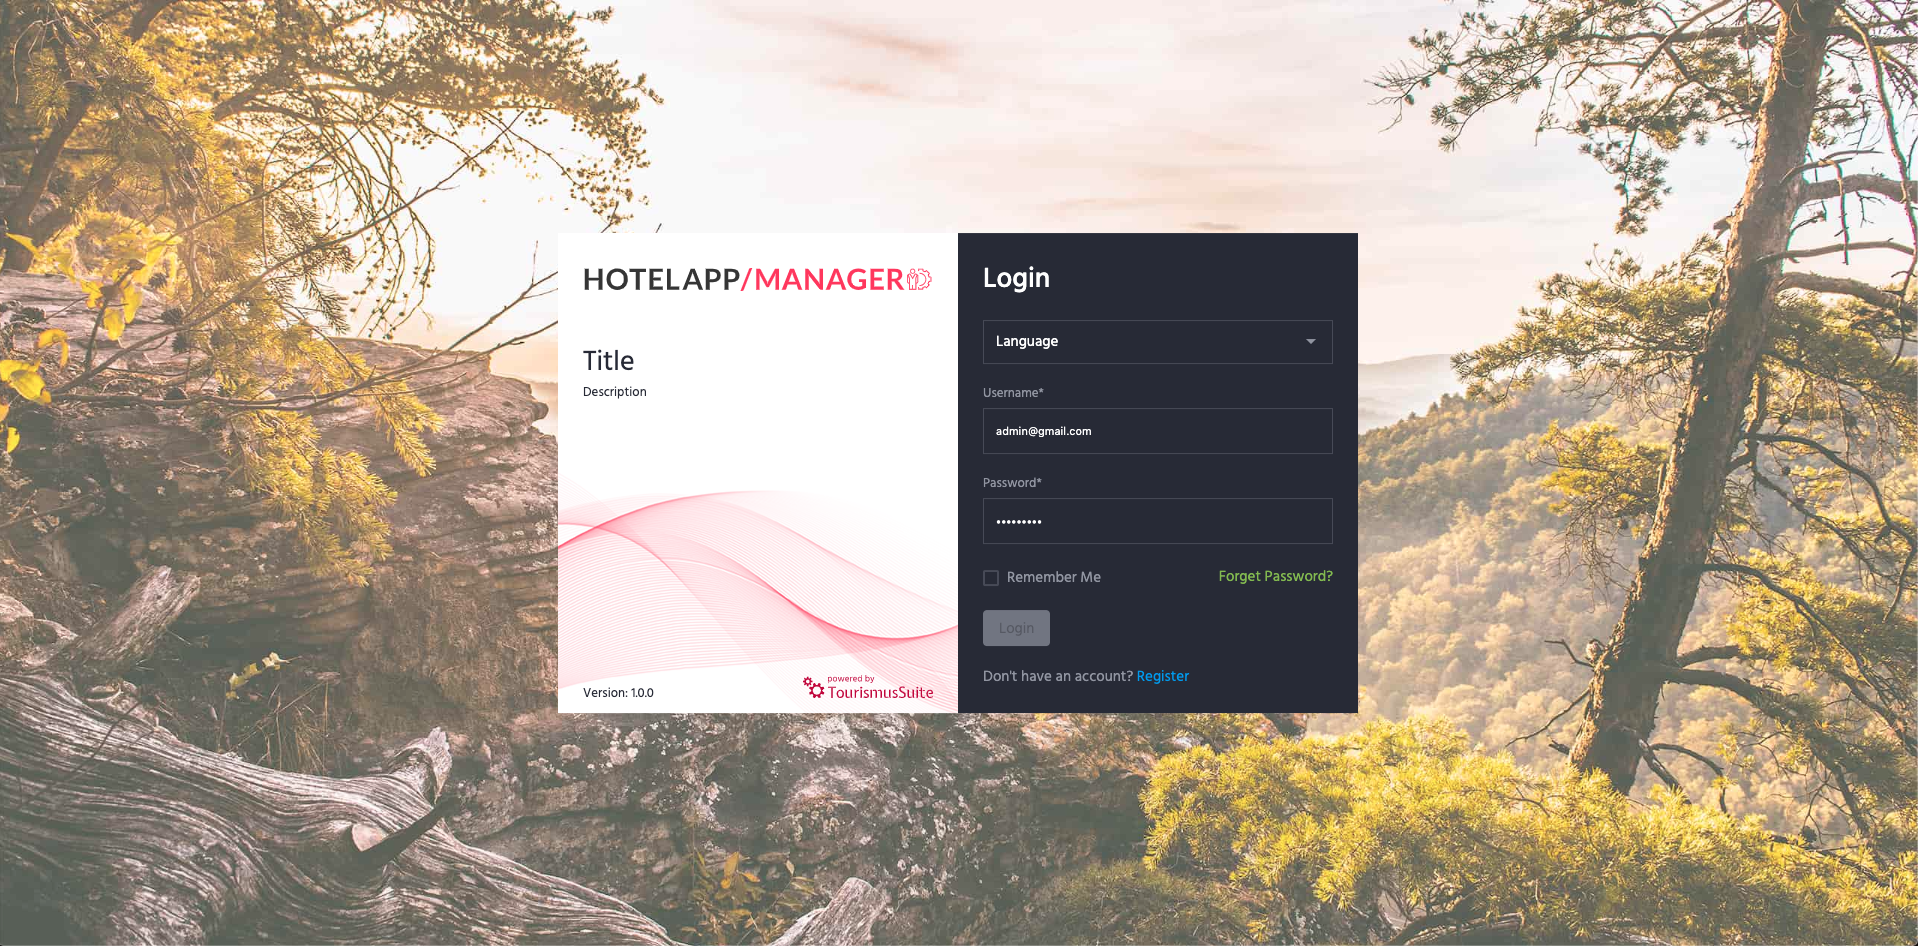 HOTELAPP/MANAGER
Title
Description
Version: 1.0.0
powered by
TourismusSuite
Login
Language
Username*
admin@gmail.com
Password*
•••••••••
Remember Me
Forget Password?
Login
Don't have an account? Register